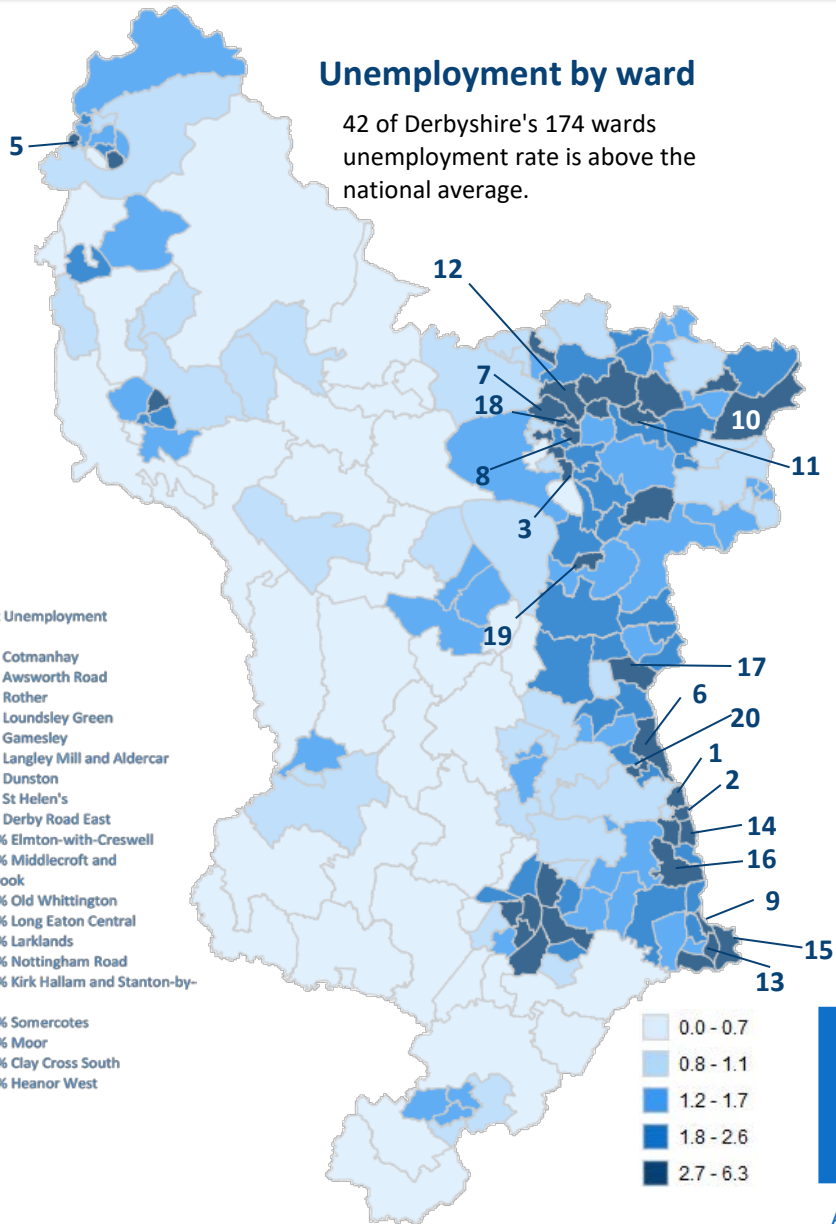 Unemployment by ward
42 of Derbyshire's 174 wards
unemployment rate is above the
national average.
5
12
7
18
10
8
11
3
19
17
6
20
1
2
14
16
9
15
13
Unemployment
Cotmanhay
Awsworth Road
Rother
Loundsley Green
Gamesley
Langley Mill and Aldercar
Dunston
St Helen's
Derby Road East
% Elmton-with-Creswell
% Middlecroft and
ook
% Old Whittington
% Long Eaton Central
% Larklands
% Nottingham Road
% Kirk Hallam and Stanton-by-
% Somercotes
% Moor
% Clay Cross South
% Heanor West
0.0 - 0.7
0.8 - 1.1
1.2 - 1.7
1.8 - 2.6
2.7 - 6.3